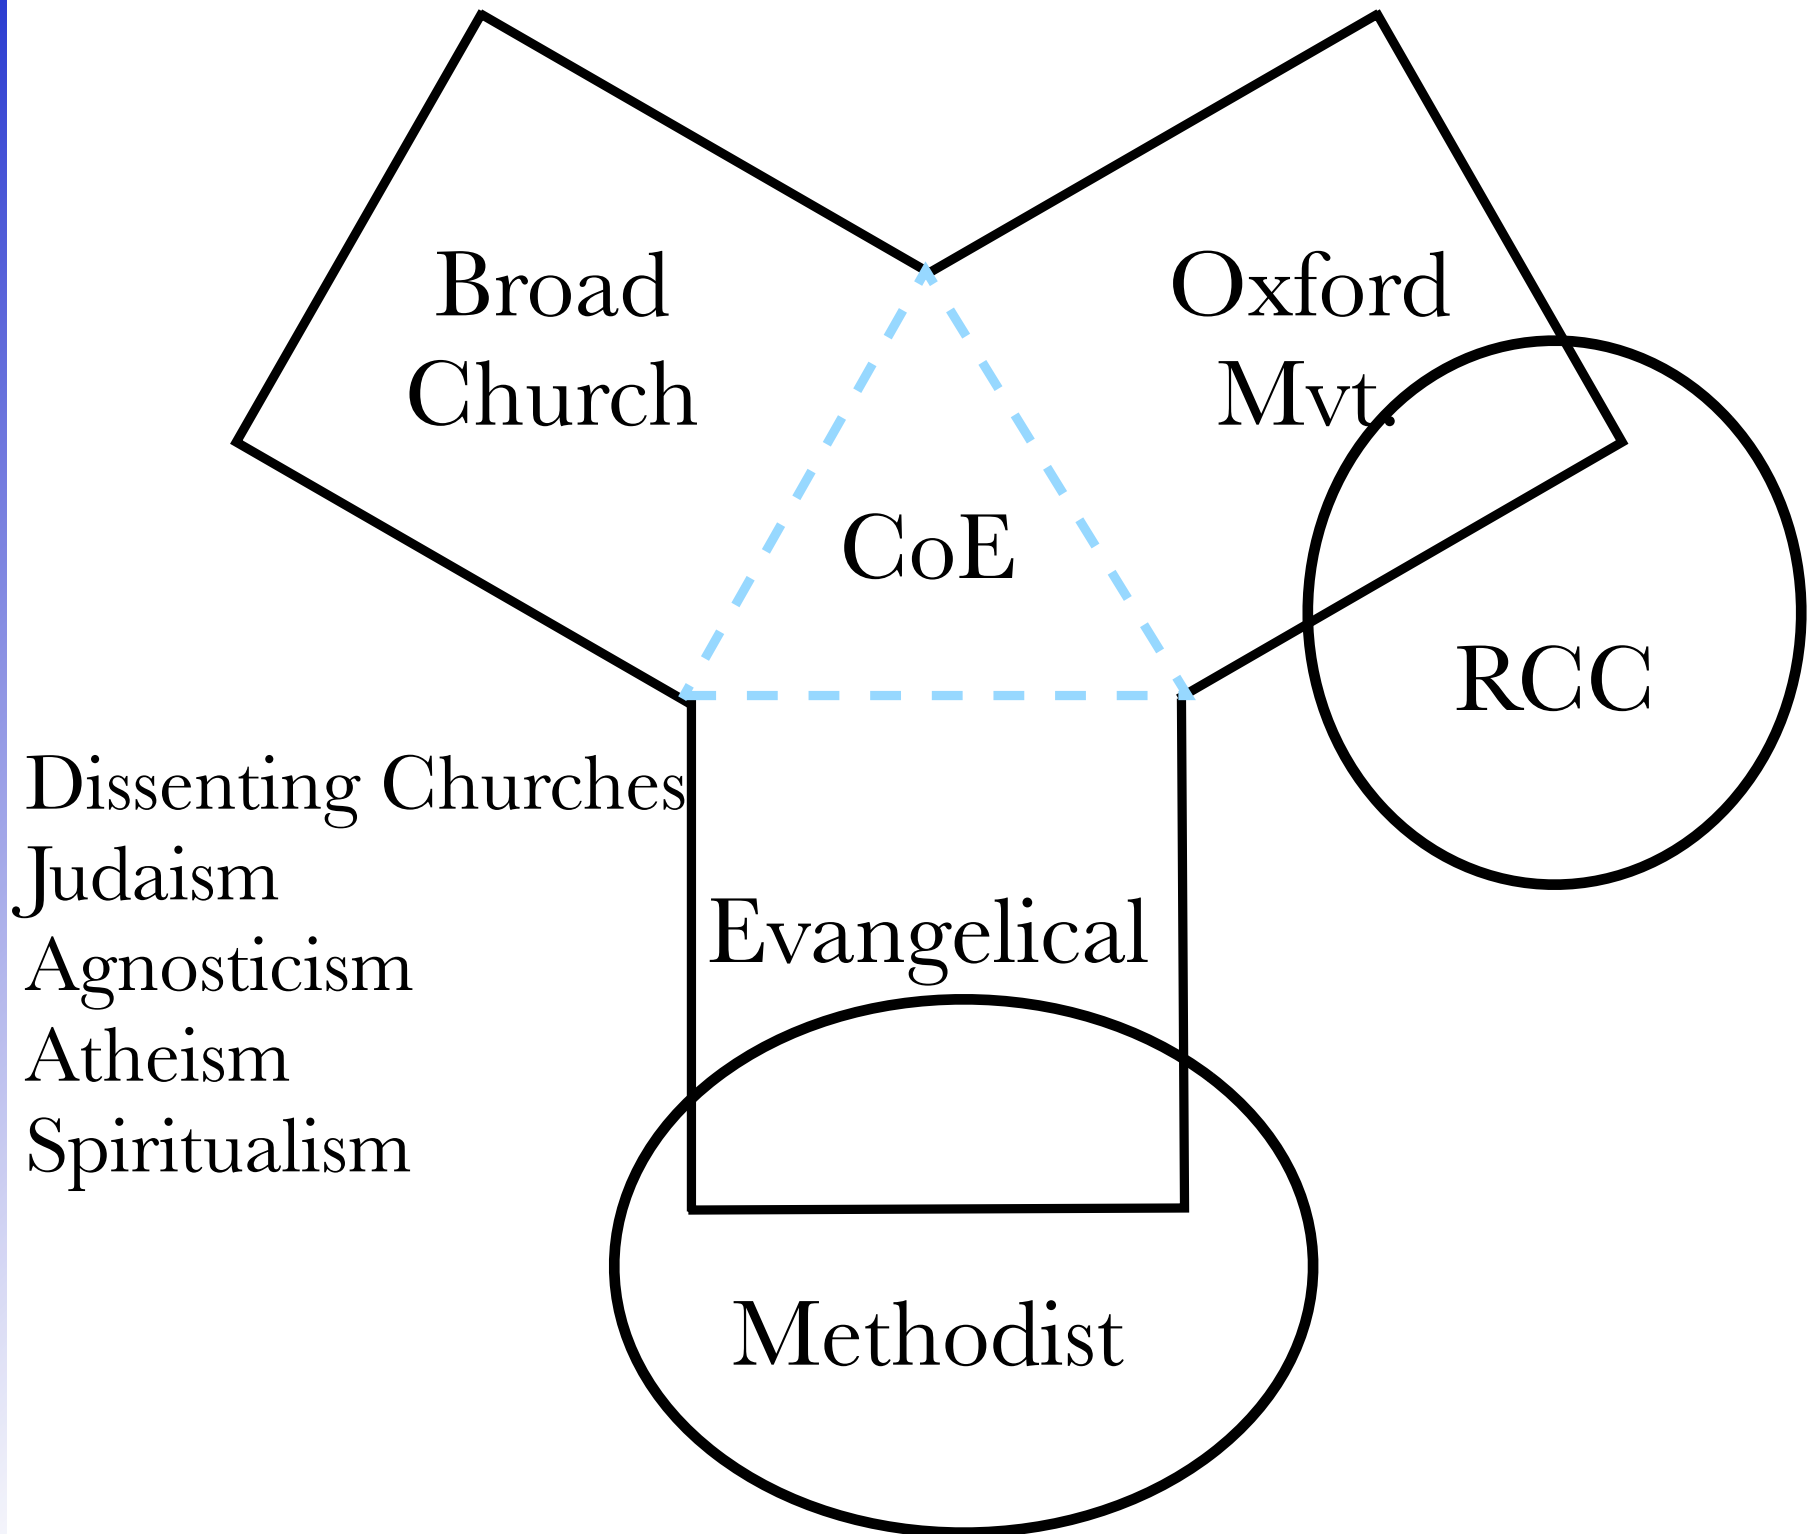 Broad
Church
Oxford
Mvt.
CoE
RCC
Dissenting Churches
Judaism
Agnosticism
Atheism
Spiritualism
Evangelical
Methodist